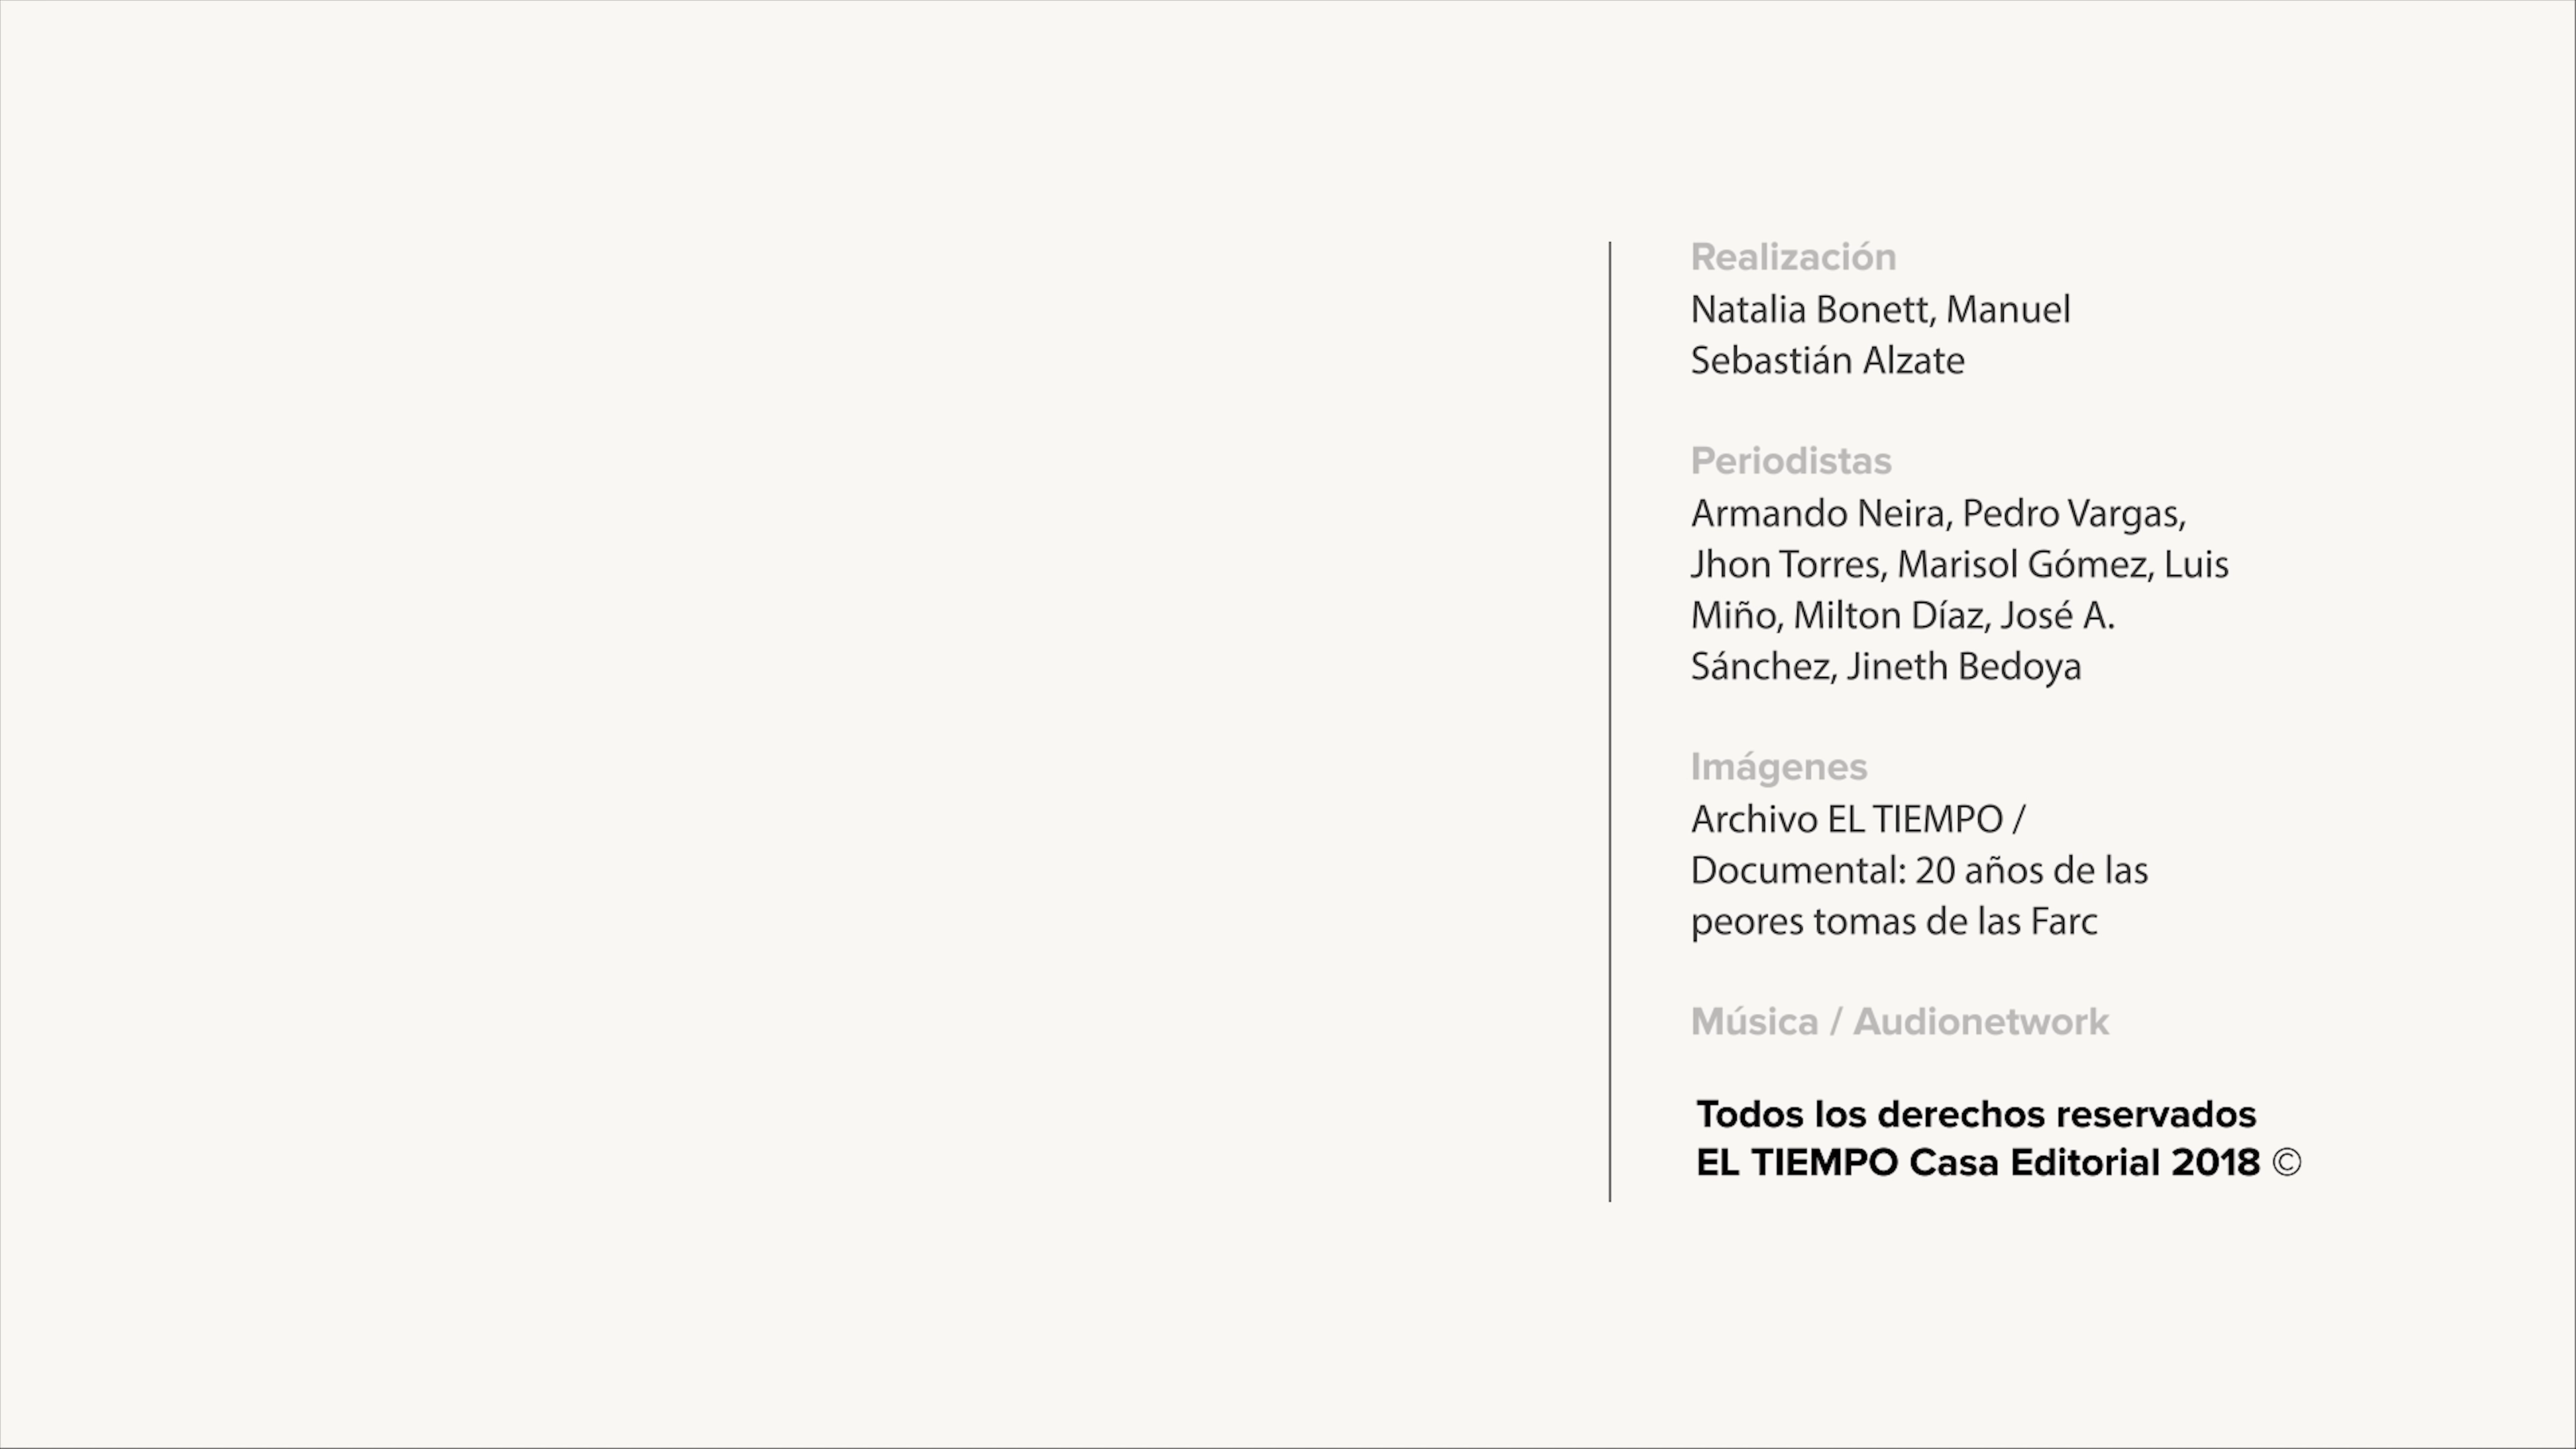 Realización
Natalia Bonett, Manuel
Sebastián Alzate
Periodistas
Armando Neira, Pedro Vargas,
Jhon Torres, Marisol Gómez, Luis
Miño, Milton Díaz, José A.
Sánchez, Jineth Bedoya
Imágenes
Archivo EL TIEMPO /
Documental: 20 años de las
peores tomas de las Farc
Música / Audionetwork
Todos los derechos reservados
EL TIEMPO Casa Editorial 2018 ©